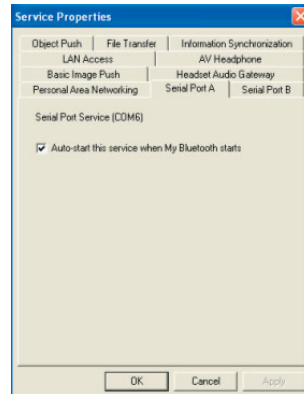 Service Properties
Object Push File Transfer Information Synchronization
LAN Access AV Headphone
Basic Image Push Headset Audio Gateway
Personal Area Networking Serial Port A Serial Port B
Serial Port Service (COM6)
Auto-start this service when My Bluetooth starts
OK Cancel Apply